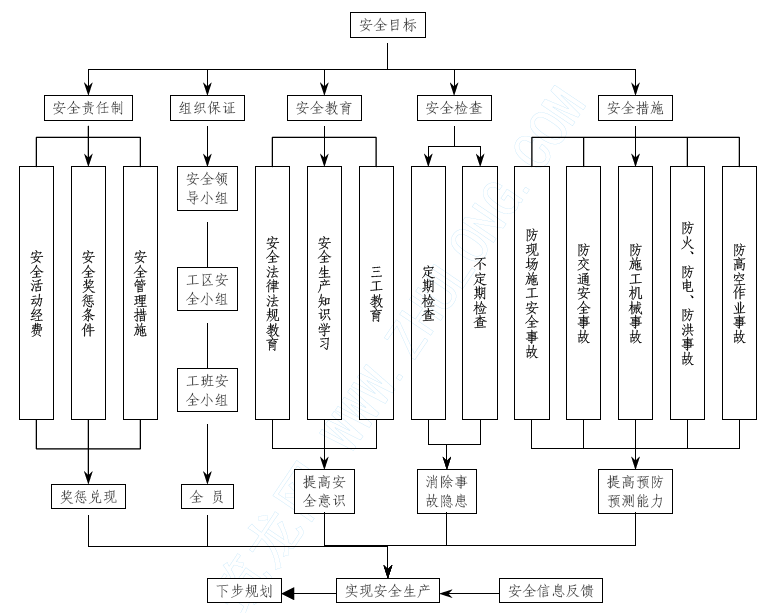 安全目标
安全责任制
组织保证
安全教育
安全检查
安全措施
安全活动经费
安全奖惩条件
安全管理措施
安全领
导小组
工区安
全小组
工班安
全小组
安全法律法规教育
安全生产知识学习
三工教育
定期检查
不定期检查
防现场施工安全事故
防交通安全事故
防施工机械事故
防火、防电、防洪事故
防高空作业事故
奖惩兑现
全 员
提高安
全意识
消除事
故隐患
提高预防
预测能力
下步规划
实现安全生产
安全信息反馈